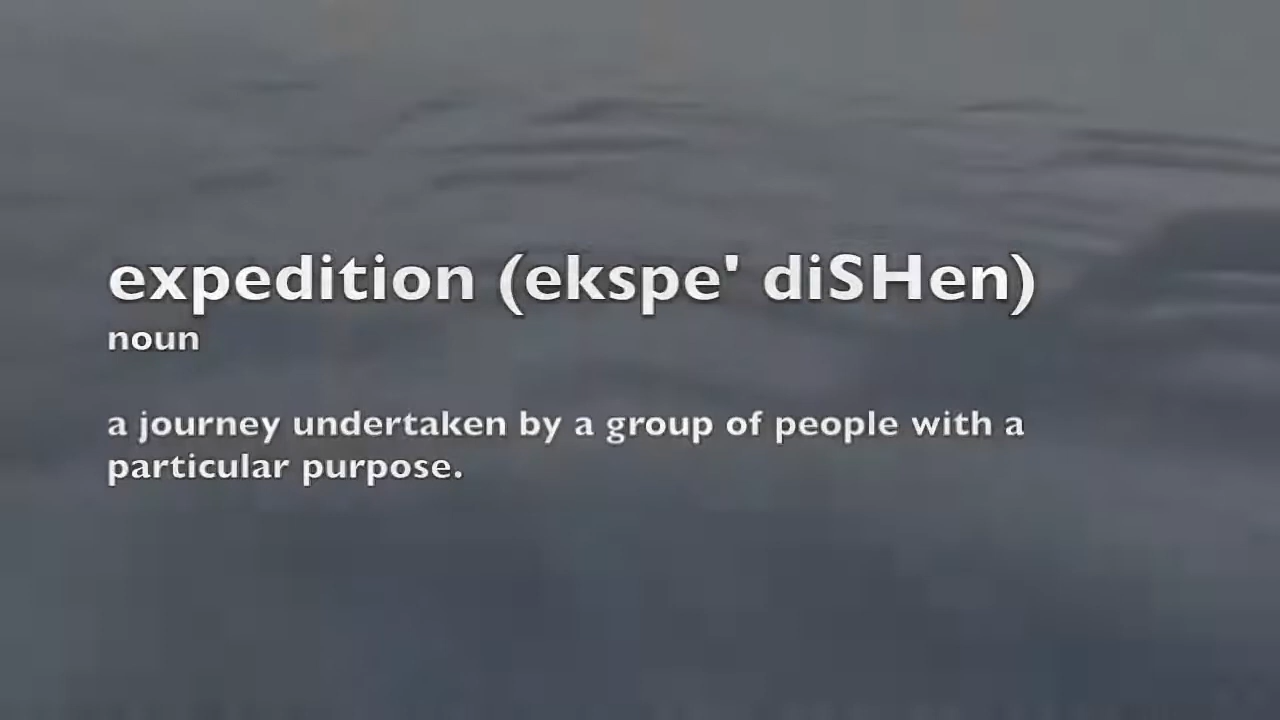 expedition (ekspe' diSHen)
noun
a journey undertaken by a group of people with a
particular purpose.